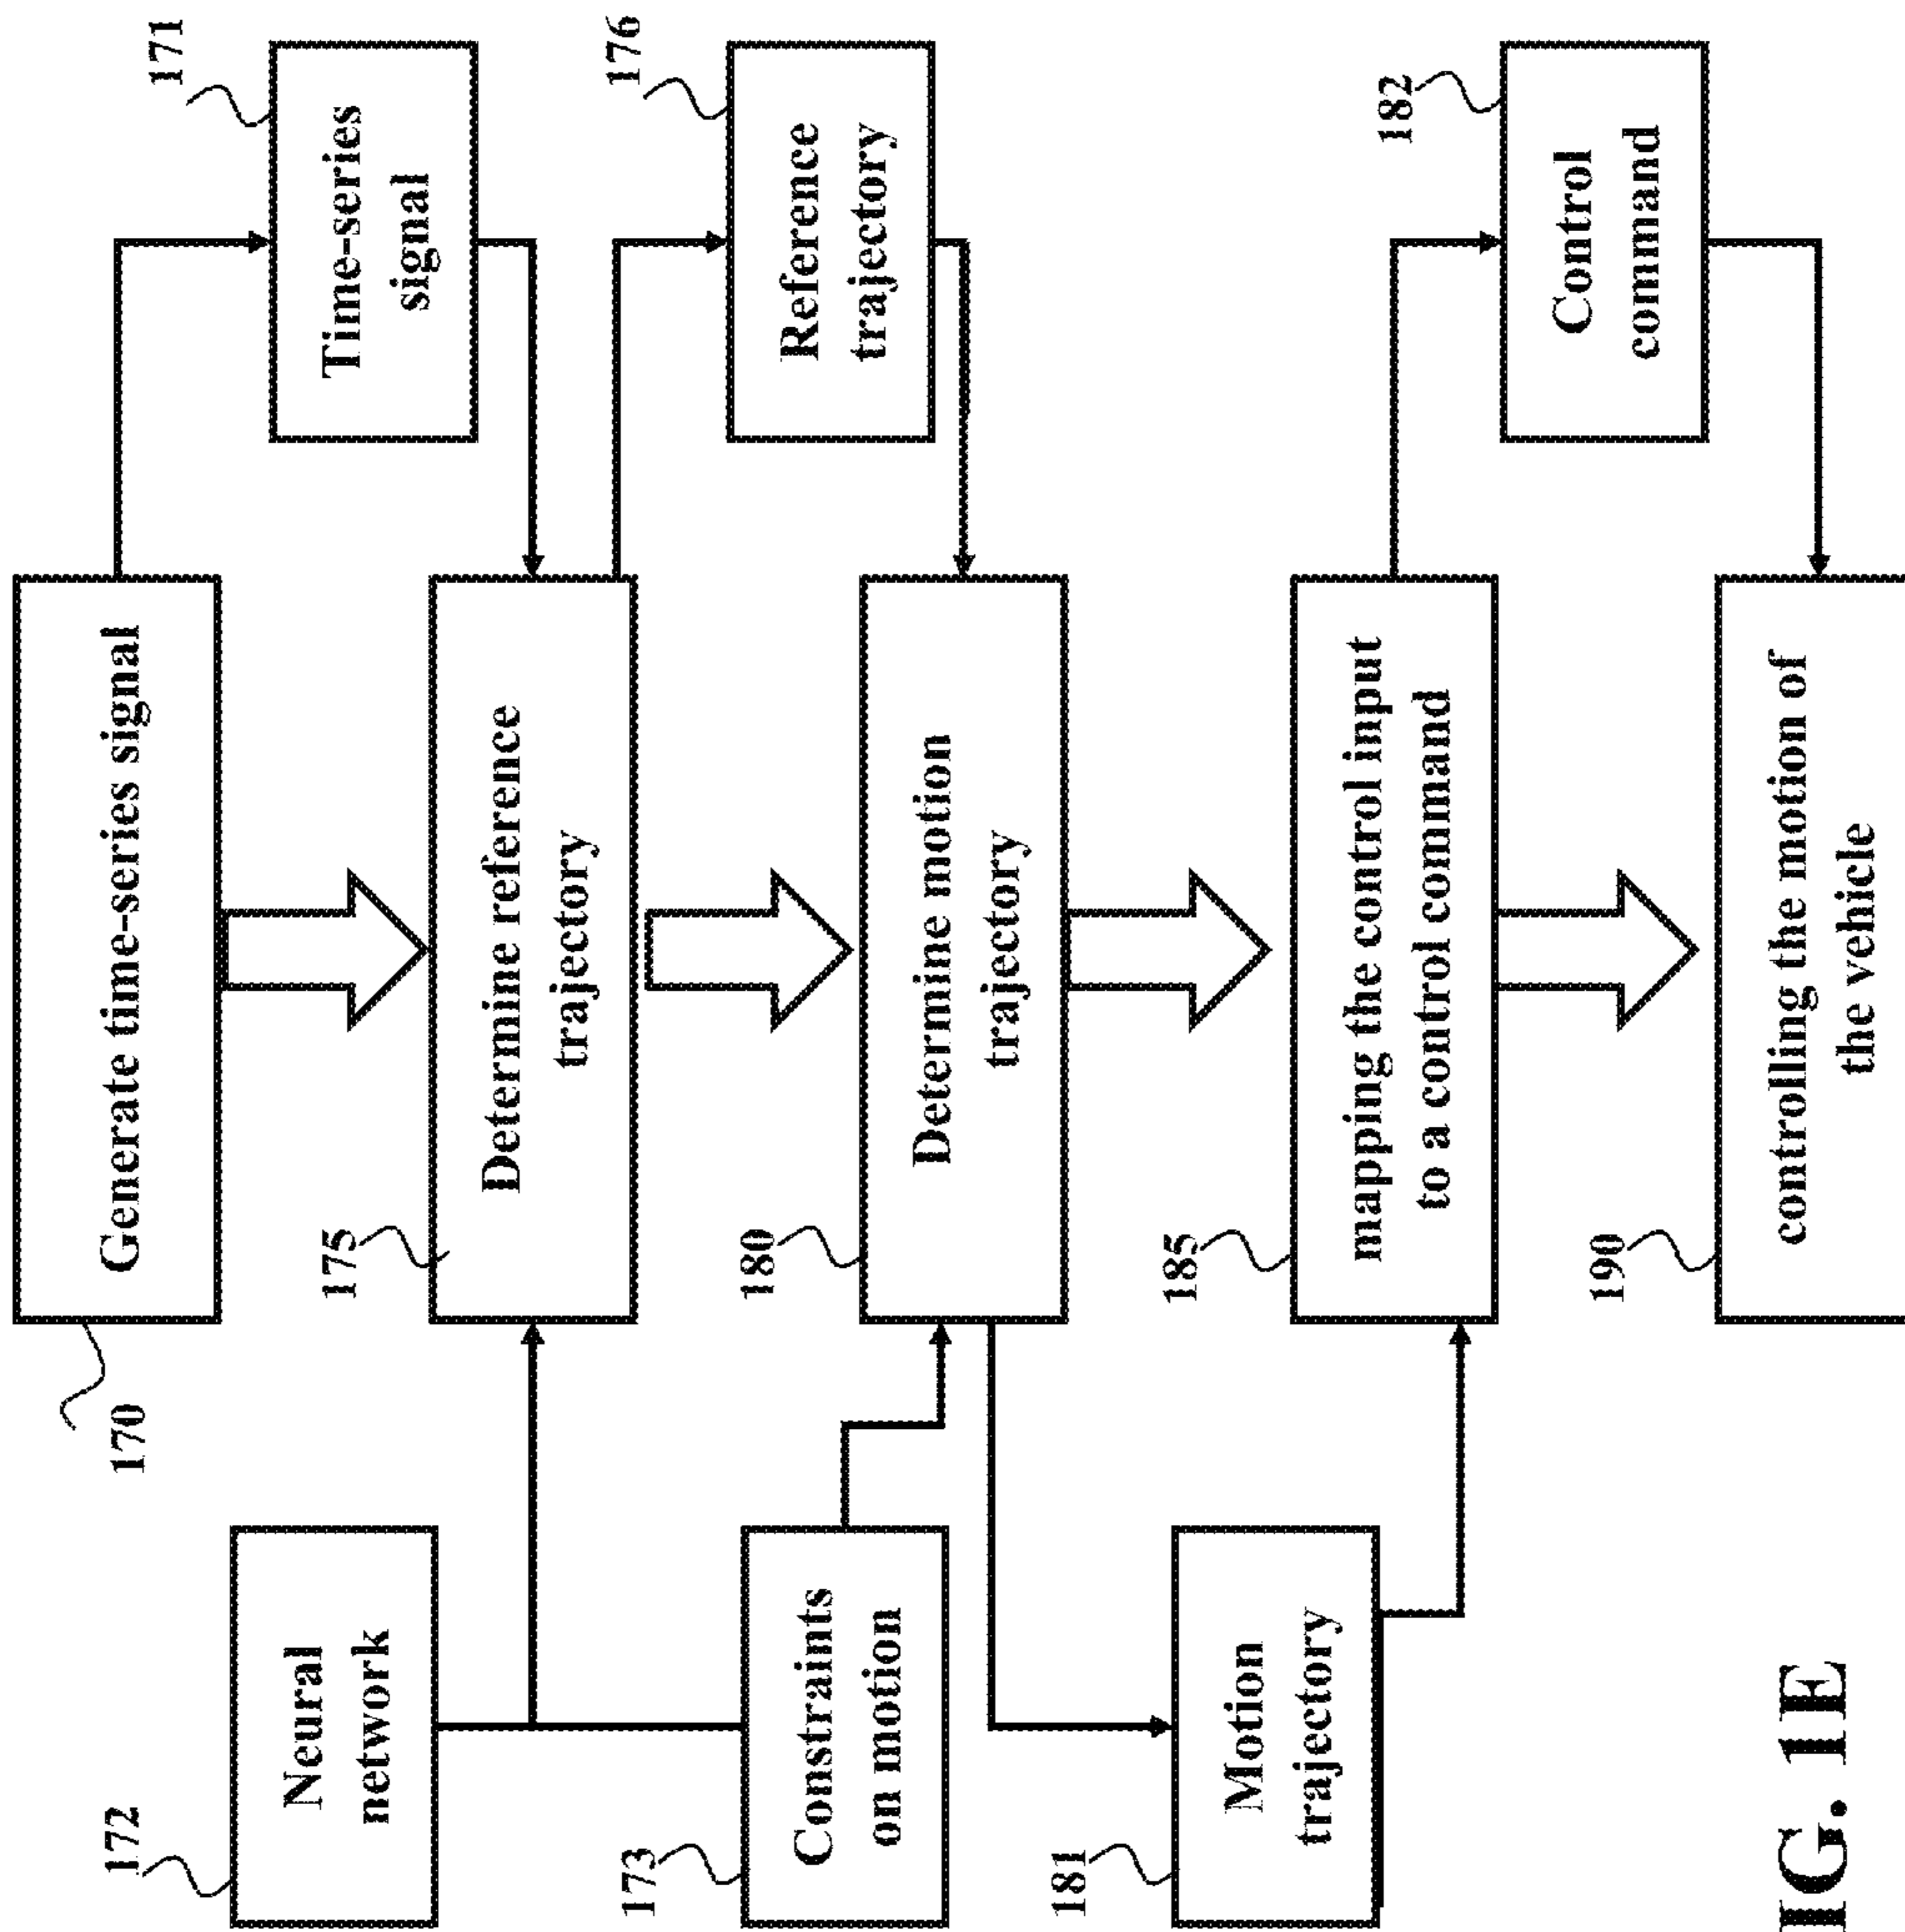 170
Generate time-series signal
171
Time-series
signal
172
Neural
network
175
Determine reference
trajectory
176
Reference
trajectory
173
Constraints
on motion
180
Determine motion
trajectory
181
Motion
trajectory
185
mapping the control input
to a control command
182
Control
command
190
controlling the motion of
the vehicle
IG. 1E